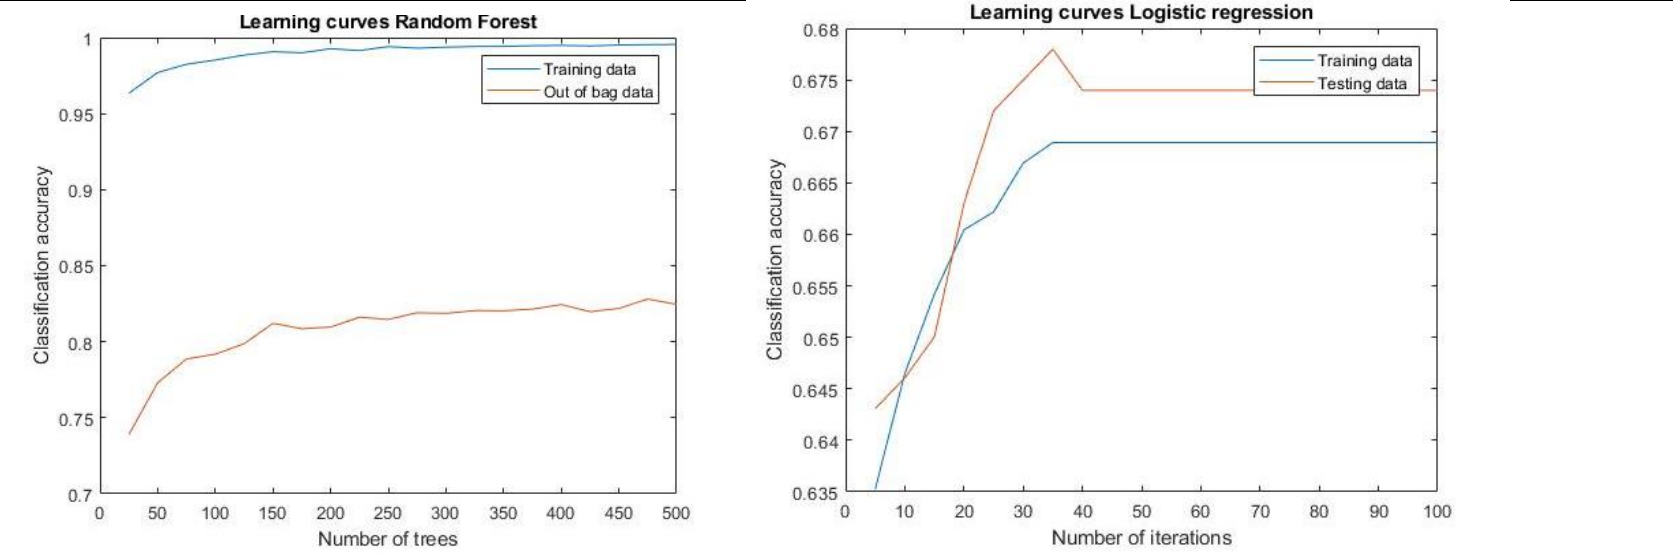 Learning curves Random Forest
1
0.95
0.9
0.85
0.8
0.75
0.7
Classification accuracy
Training data
Out of bag data
0 50 100 150 200 250 300 350 400 450 500
Number of trees
Learning curves Logistic regression
0.68
0.675
0.67
0.665
0.66
0.655
0.65
0.645
0.64
0.635
Classification accuracy
Training data
Testing data
0 10 20 30 40 50 60 70 80 90 100
Number of iterations